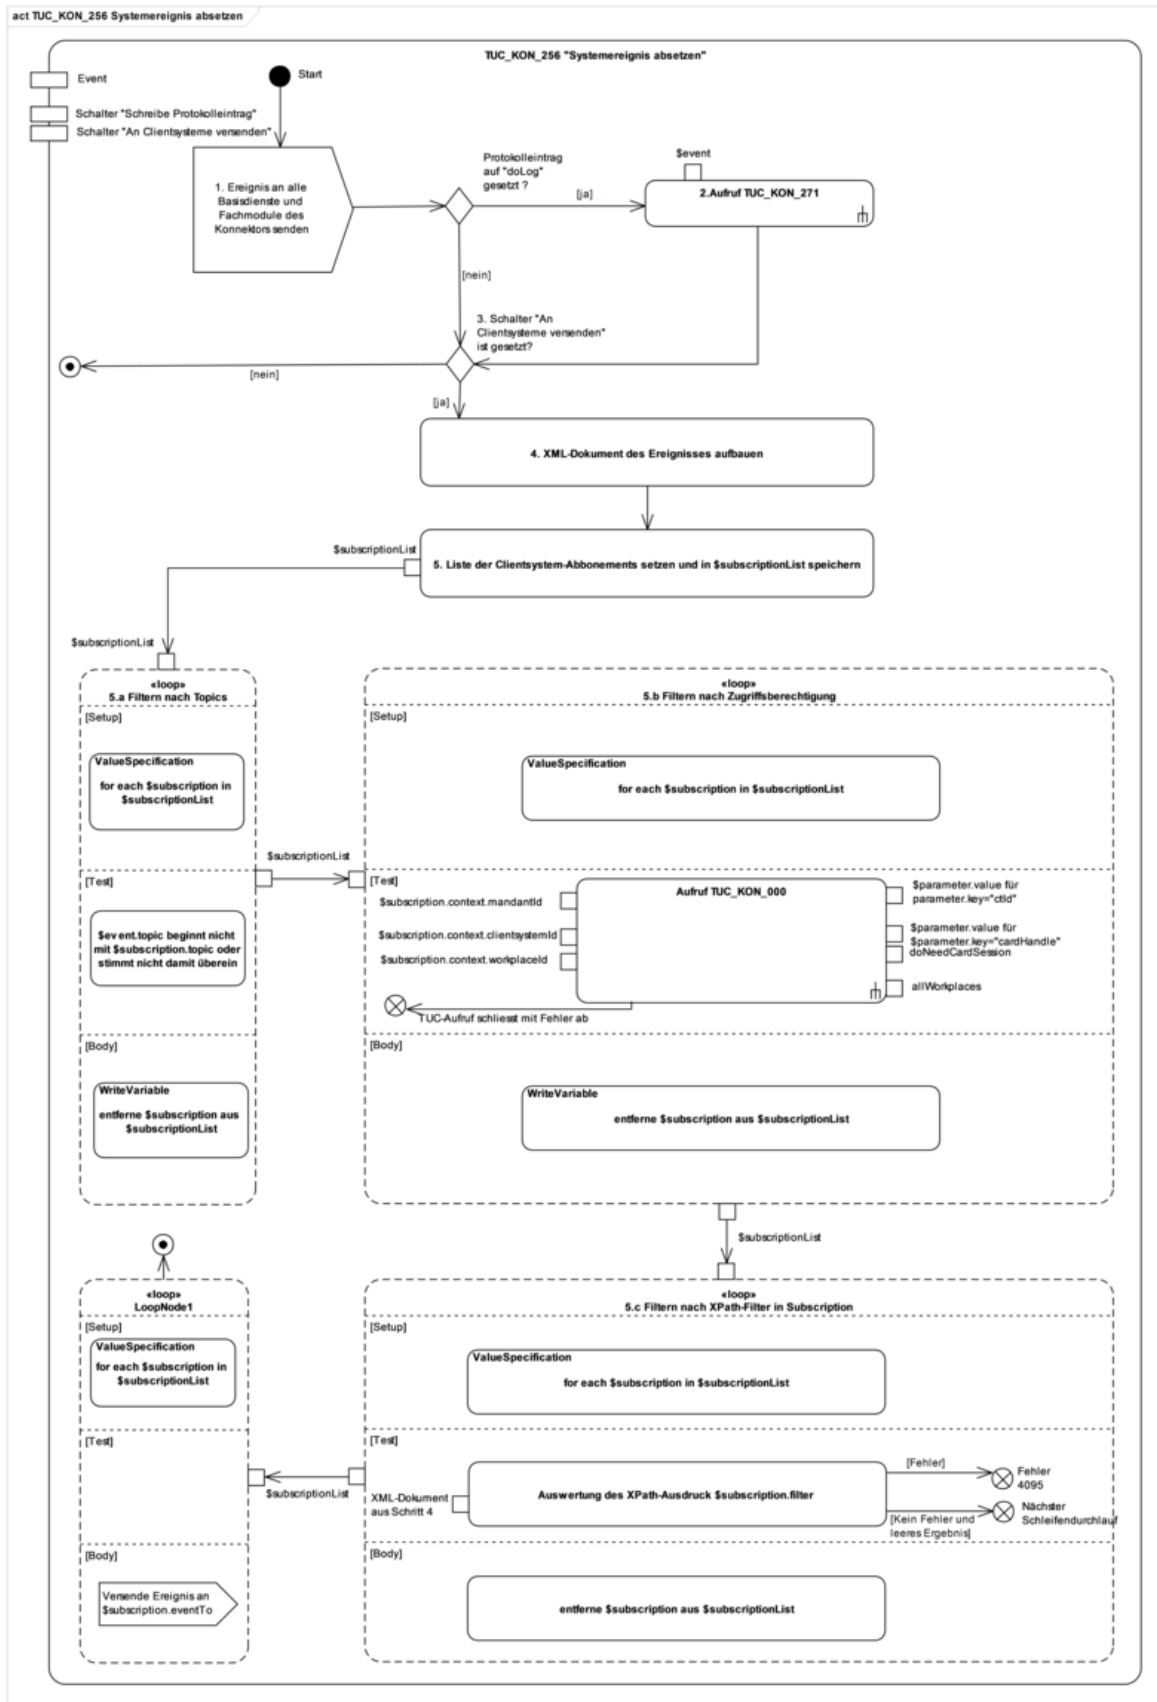 act TUC_KON_256 Systemereignis absetzen
TUC_KON_256 "Systemereignis absetzen"
Event
Start
Schalter "Schreibe Protokolleintrag"
Schalter "An Clientsysteme versenden"
1. Ereignis an alle
Basisdienste und
Fachmodule des
Konnektors senden
Protokolleintrag
auf "doLog"
gesetzt ?
[ja]
$event
2.Aufruf TUC_KON_271
[nein]
3. Schalter "An
Clientsysteme versenden"
ist gesetzt?
[nein]
[ja]
4. XML-Dokument des Ereignisses aufbauen
$subscriptionList
5. Liste der Clientsystem-Abbonements setzen und in $subscriptionList speichern
$subscriptionList
«loop»
5.a Filtern nach Topics
[Setup]
ValueSpecification
for each $subscription in
$subscriptionList
[Test]
$event.topic beginnt nicht
mit $subscription.topic oder
stimmt nicht damit überein
[Body]
WriteVariable
entferne $subscription aus
$subscriptionList
$subscriptionList
«loop»
5.b Filtern nach Zugriffsberechtigung
[Setup]
ValueSpecification
for each $subscription in $subscriptionList
[Test]
$subscription.context.mandantId
$subscription.context.clientsystemId
$subscription.context.workplaceId
Aufruf TUC_KON_000
$parameter.value für
parameter.key="ctId"
$parameter.value für
$parameter.key="cardHandle"
doNeedCardSession
allWorkplaces
TUC-Aufruf schliesst mit Fehler ab
[Body]
WriteVariable
entferne $subscription aus $subscriptionList
$subscriptionList
«loop»
5.c Filtern nach XPath-Filter in Subscription
[Setup]
ValueSpecification
for each $subscription in $subscriptionList
[Test]
XML-Dokument
aus Schritt 4
Auswertung des XPath-Ausdruck $subscription.filter
[Fehler]
Fehler
4095
[Kein Fehler und
leeres Ergebnis]
Nächster
Schleifendurchlauf
[Body]
entferne $subscription aus $subscriptionList
$subscriptionList
«loop»
LoopNode1
[Setup]
ValueSpecification
for each $subscription in
$subscriptionList
[Test]
[Body]
Versende Ereignis an
$subscription.eventTo